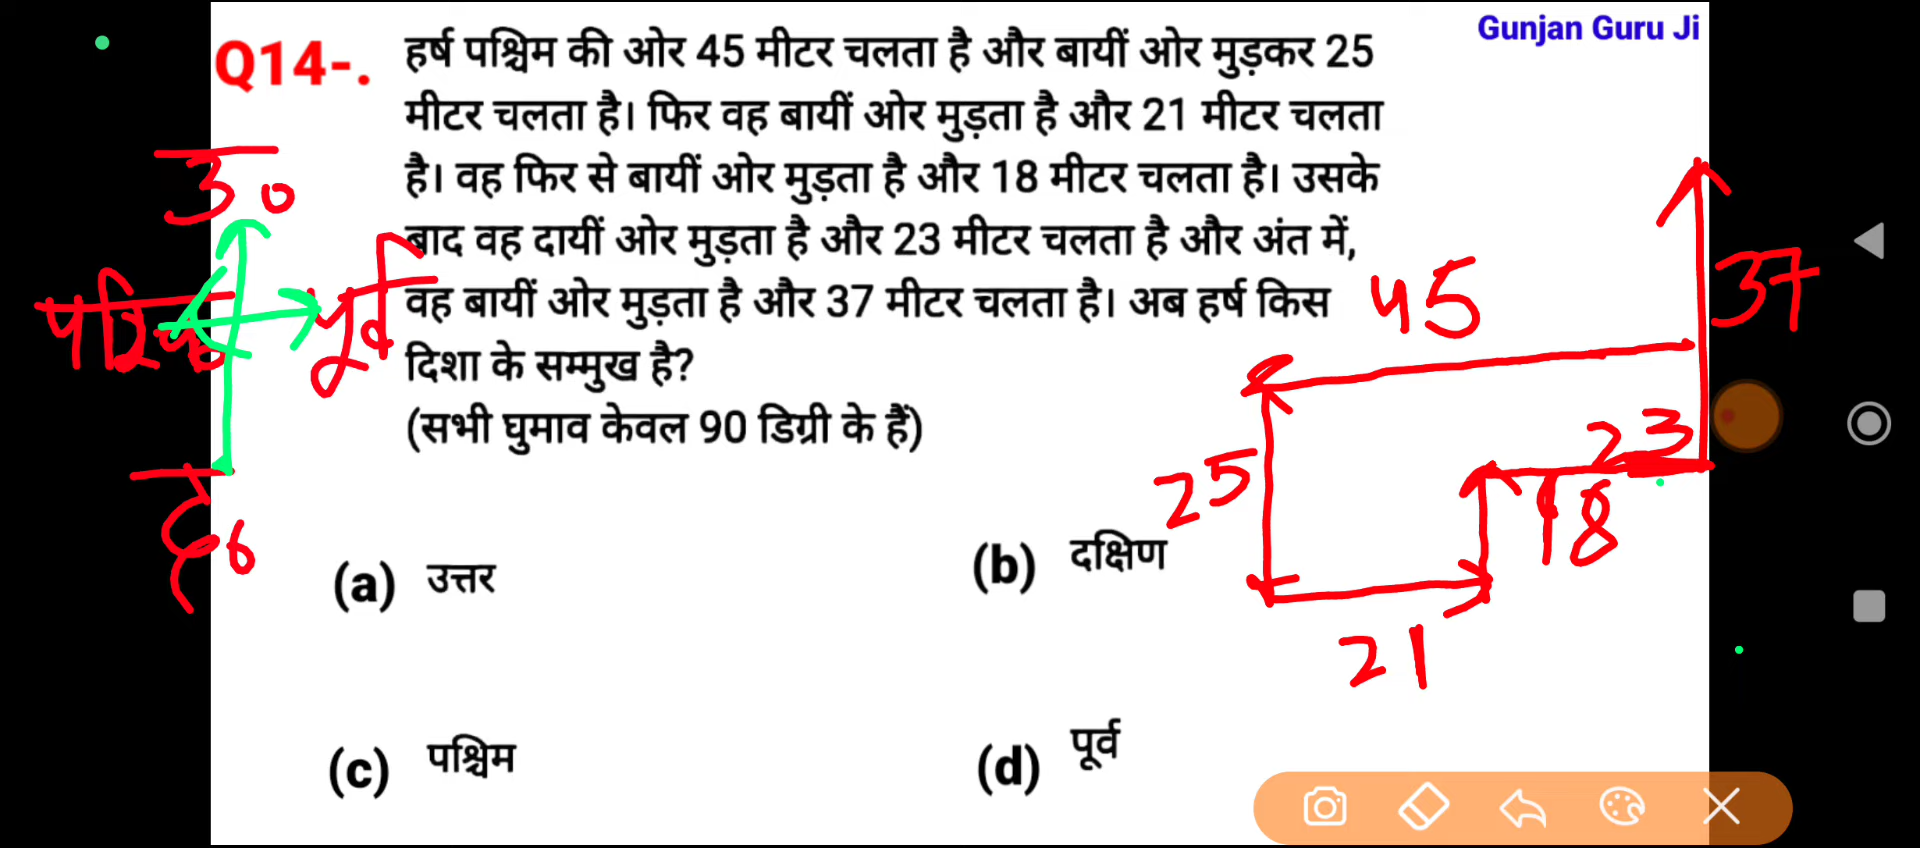 Gunjan Guru Ji
Q14-. हर्ष पश्चिम की ओर 45 मीटर चलता है और बायीं ओर मुड़कर 25
मीटर चलता है। फिर वह बायीं ओर मुड़ता है और 21 मीटर चलता
है। वह फिर से बायीं ओर मुड़ता है और 18 मीटर चलता है। उसके
बाद वह दायीं ओर मुड़ता है और 23 मीटर चलता है और अंत में,
वह बायीं ओर मुड़ता है और 37 मीटर चलता है। अब हर्ष किस
दिशा के सम्मुख है?
(सभी घुमाव केवल 90 डिग्री के हैं)
(a) उत्तर
(b) दक्षिण
(c) पश्चिम
(d) पूर्व
उ०
पूर्व
45
37
25
23
18
21